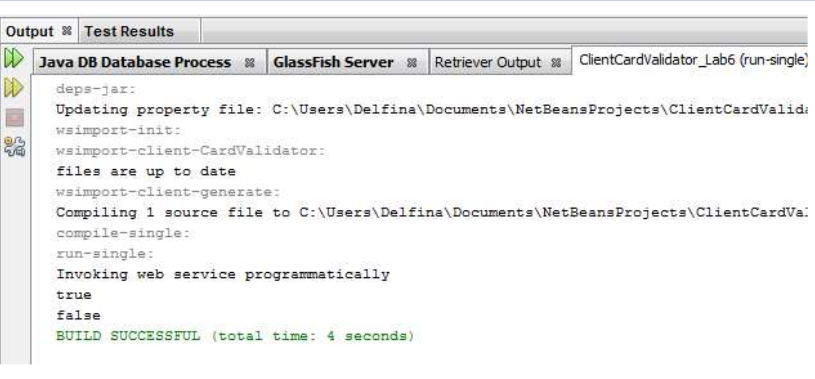 Output Test Results
Java DB Database Process GlassFish Server Retriever Output ClientCardValidator_Lab6 (run-single)
deps-jar:
Updating property file: C:\Users\Delfina\Documents\NetBeansProjects\ClientCardValida
wsimport-init:
wsimport-client-CardValidator:
files are up to date
wsimport-client-generate:
Compiling 1 source file to C:\Users\Delfina\Documents\NetBeansProjects\ClientCardVal
compile-single:
run-single:
Invoking web service programmatically
true
false
BUILD SUCCESSFUL (total time: 4 seconds)